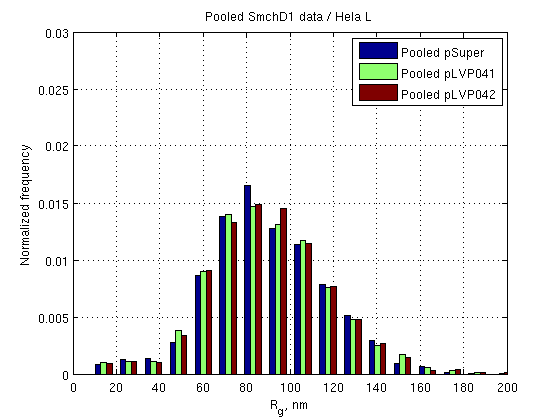 Pooled SmchD1 data / Hela L
0.03
0.025
0.02
0.015
0.01
0.005
0
Normalized frequency
Pooled pSuper
Pooled pLVP041
Pooled pLVP042
0 20 40 60 80 100 120 140 160 180 200
Rg, nm